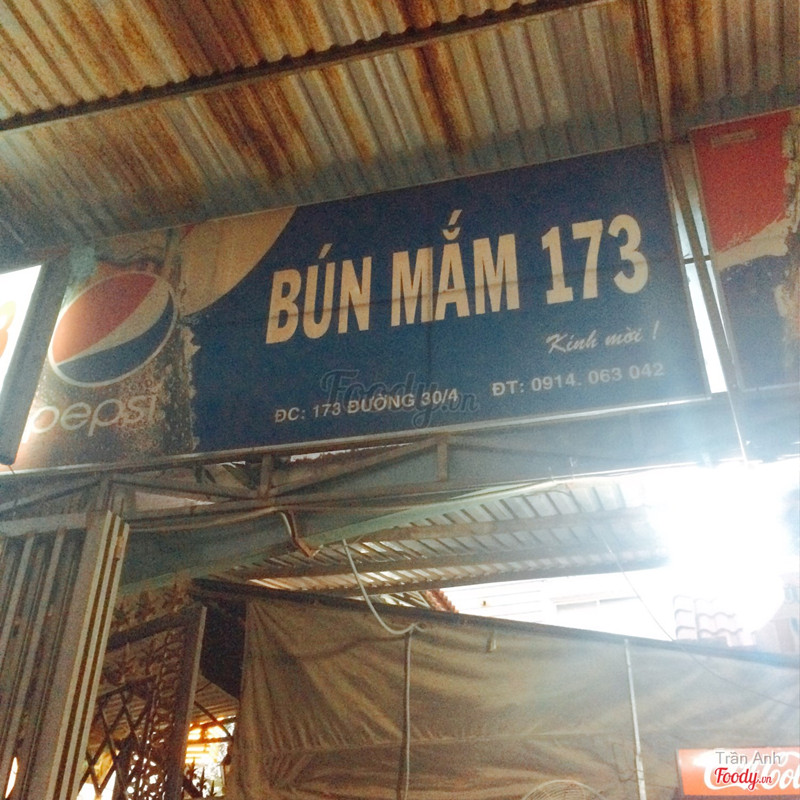 BÚN MẮM 173
Kính mời !
pepsi
ĐC: 173 ĐƯỜNG 30/4 ĐT: 0914. 063 042
Foody.vn
Trần Anh
Foody.vn